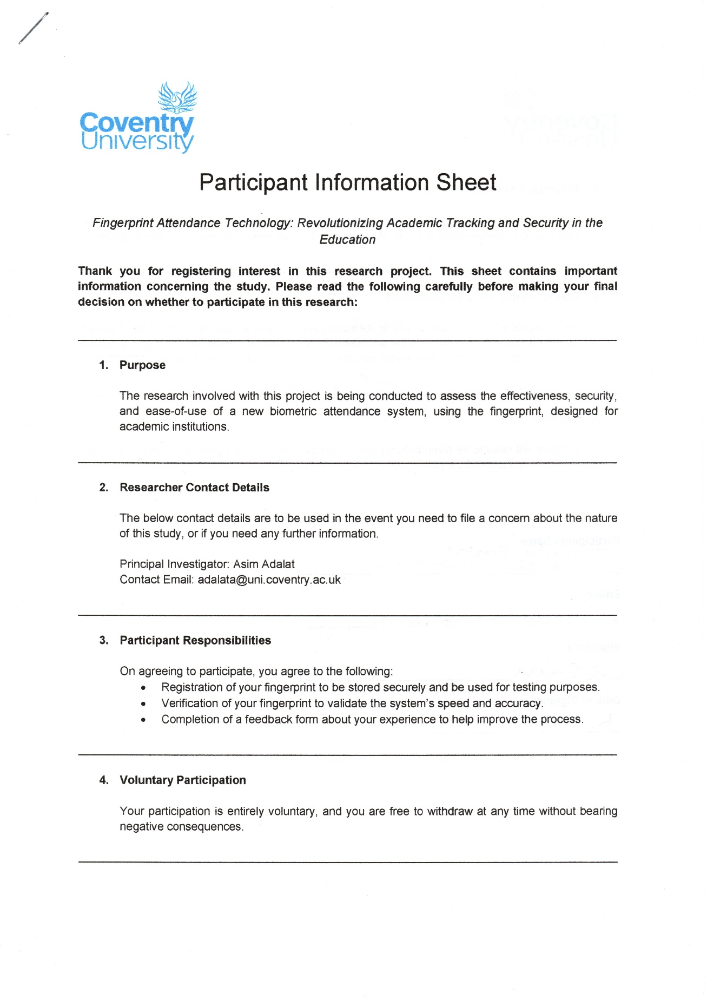 Coventry
University
Participant Information Sheet
Fingerprint Attendance Technology: Revolutionizing Academic Tracking and Security in the
Education
Thank you for registering interest in this research project. This sheet contains important
information concerning the study. Please read the following carefully before making your final
decision on whether to participate in this research:
1. Purpose
The research involved with this project is being conducted to assess the effectiveness, security,
and ease-of-use of a new biometric attendance system, using the fingerprint, designed for
academic institutions.
2. Researcher Contact Details
The below contact details are to be used in the event you need to file a concern about the nature
of this study, or if you need any further information.
Principal Investigator: Asim Adalat
Contact Email: adalata@uni.coventry.ac.uk
3. Participant Responsibilities
On agreeing to participate, you agree to the following:
• Registration of your fingerprint to be stored securely and be used for testing purposes.
• Verification of your fingerprint to validate the system's speed and accuracy.
• Completion of a feedback form about your experience to help improve the process.
4. Voluntary Participation
Your participation is entirely voluntary, and you are free to withdraw at any time without bearing
negative consequences.